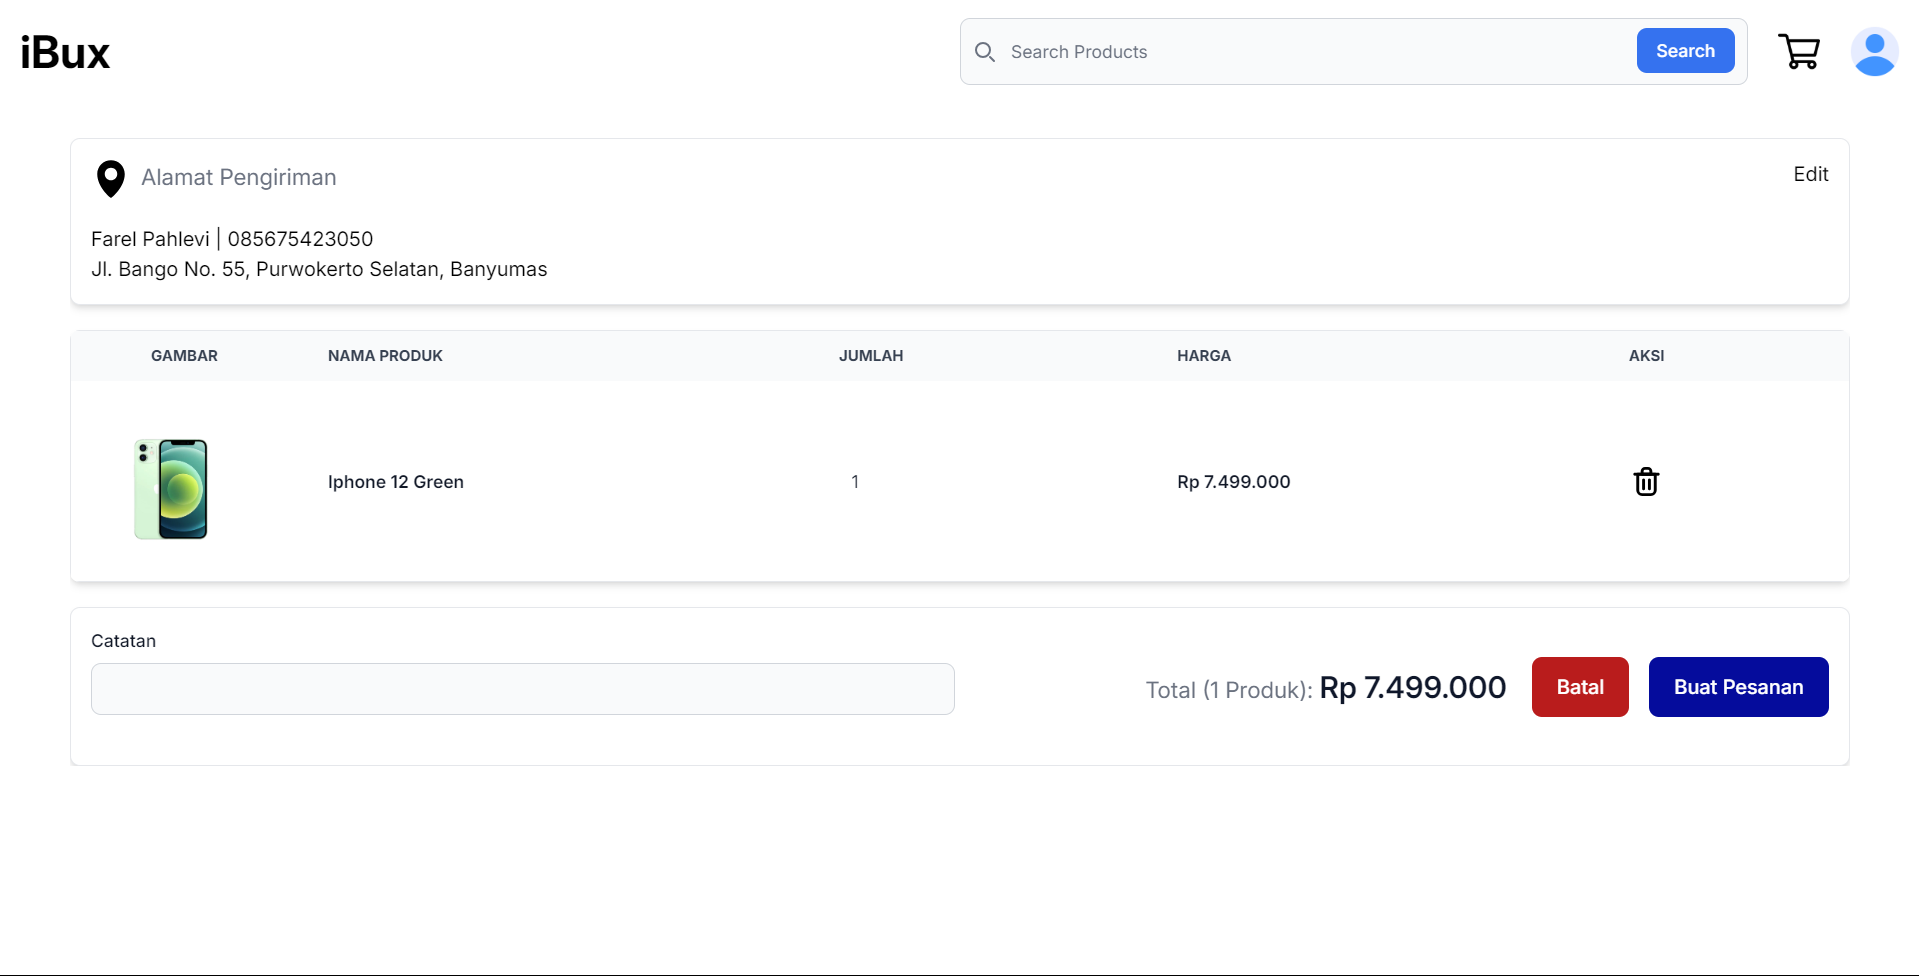 iBux
Search Products
Search
Alamat Pengiriman
Edit
Farel Pahlevi | 085675423050
Jl. Bango No. 55, Purwokerto Selatan, Banyumas
GAMBAR NAMA PRODUK JUMLAH HARGA AKSI
Iphone 12 Green 1 Rp 7.499.000
Catatan
Total (1 Produk): Rp 7.499.000 Batal Buat Pesanan